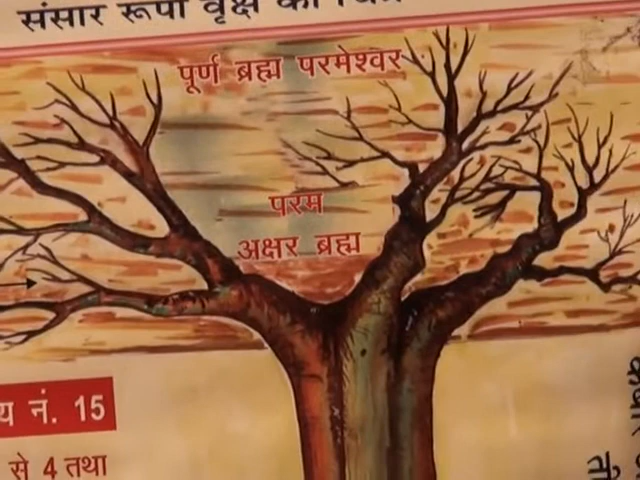 संसार रूपी वृक्ष का चित्र
पूर्ण ब्रह्म परमेश्वर
परम
अक्षर ब्रह्म
य नं. 15
से 4 तथा